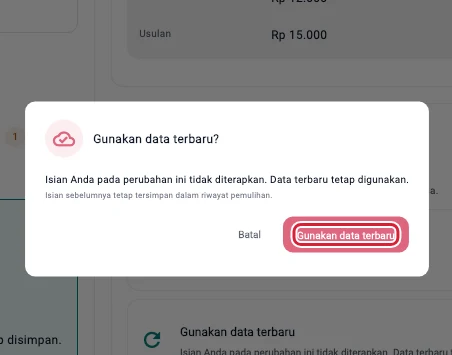 Rp 12.000
Usulan
Rp 15.000
1
Gunakan data terbaru?
Isian Anda pada perubahan ini tidak diterapkan. Data terbaru tetap digunakan.
Isian sebelumnya tetap tersimpan dalam riwayat pemulihan.
a.
Batal
Gunakan data terbaru
Gunakan data terbaru
disimpan.
Isian Anda pada perubahan ini tidak diterapkan. Data terbaru